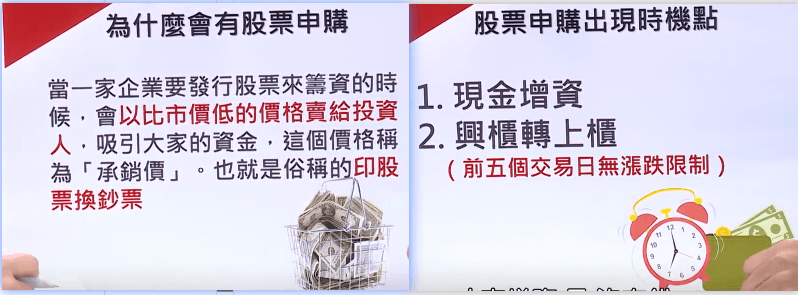 為什麼會有股票申購
當一家企業要發行股票來籌資的時
候，會以比市價低的價格賣給投資
人，吸引大家的資金，這個價格稱
為「承銷價」。也就是俗稱的印股
票換鈔票
股票申購出現時機點
1. 現金增資
2. 興櫃轉上櫃
（前五個交易日無漲跌限制）